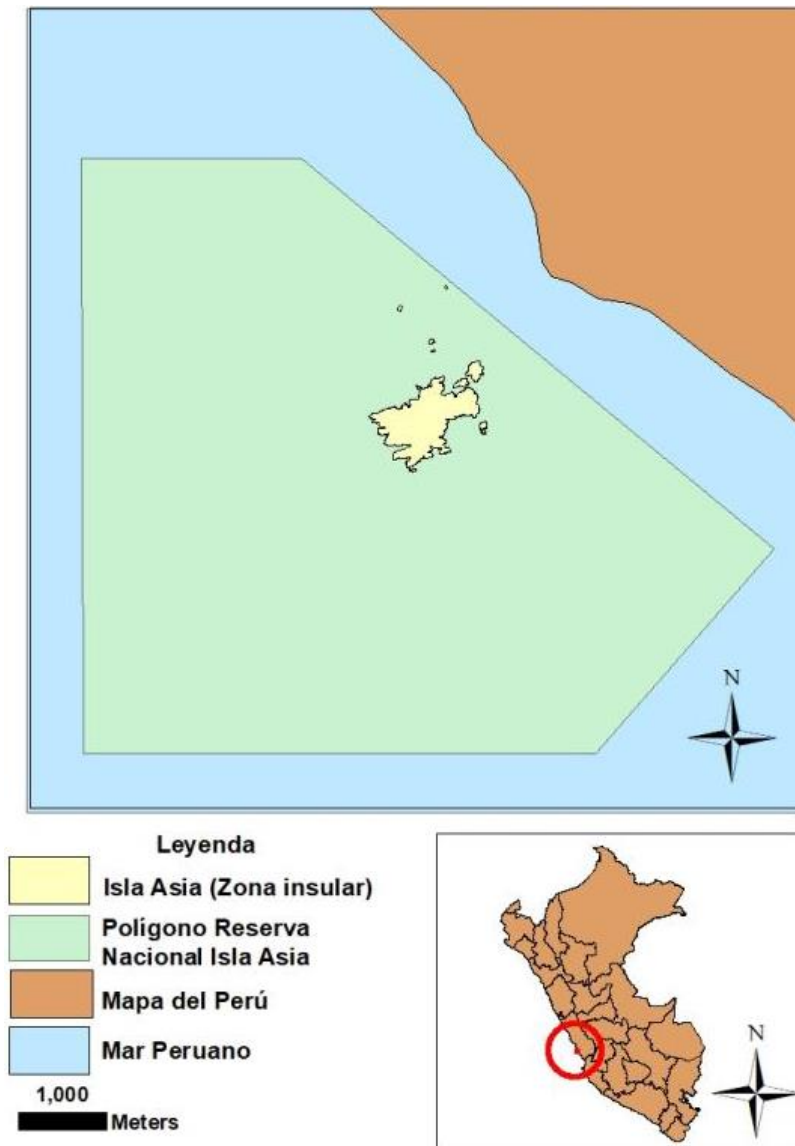 N
Leyenda
Isla Asia (Zona insular)
Polígono Reserva
Nacional Isla Asia
Mapa del Perú
Mar Peruano
1,000
Meters
N